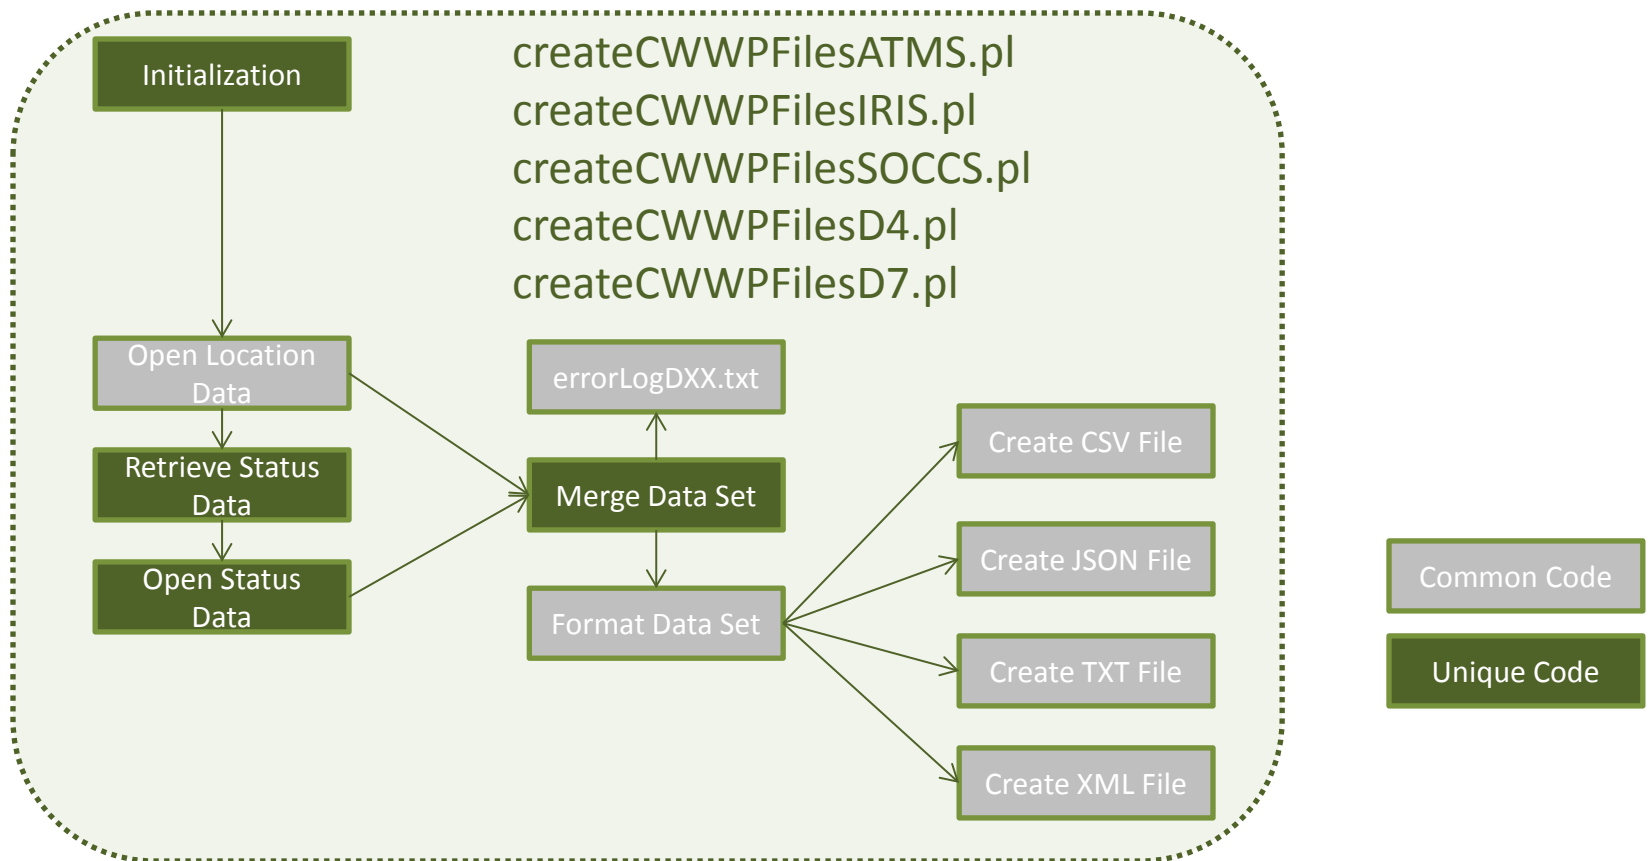 Initialization
createCWWPFilesATMS.pl
createCWWPFilesIRIS.pl
createCWWPFilesSOCCS.pl
createCWWPFilesD4.pl
createCWWPFilesD7.pl
Open Location
Data
Retrieve Status
Data
Open Status
Data
errorLogDXX.txt
Merge Data Set
Format Data Set
Create CSV File
Create JSON File
Create TXT File
Create XML File
Common Code
Unique Code